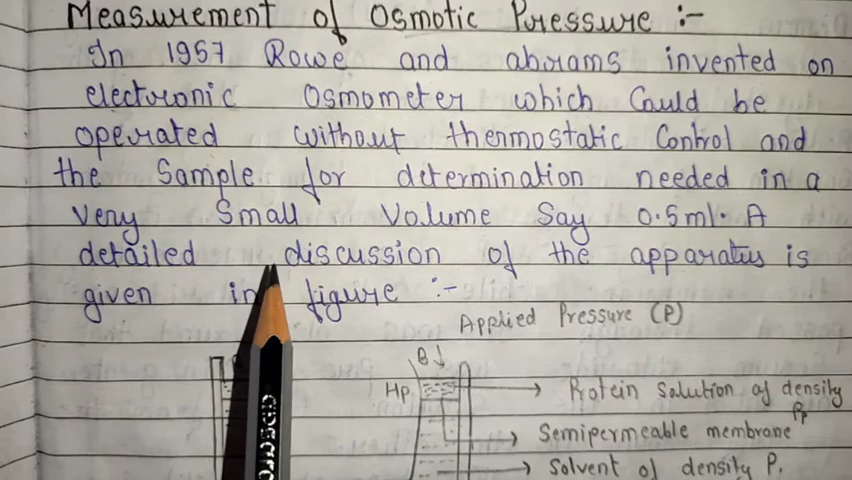 Measurement of Osmotic Pressure :-
In 1957 Rowe and abrams invented on
electronic Osmometer which Could be
operated without thermostatic Control and
the Sample for determination needed in a
very Small Volume Say 0.5ml. A
detailed discussion of the apparatus is
given in figure :-
Applied Pressure (P)
B
Hp
Protein Solution of density Pp
Semipermeable membrane
Solvent of density P.